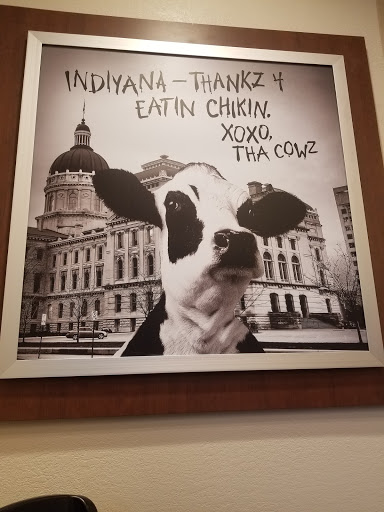 INDIYANA - THANKZ 4
EATIN CHIKIN.
XOXO,
THA COWZ